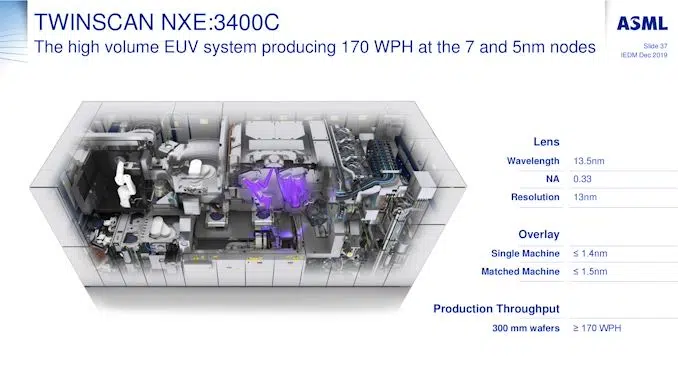 TWINSCAN NXE:3400C
The high volume EUV system producing 170 WPH at the 7 and 5nm nodes
ASML
Slide 37
IEDM Dec 2019
Lens
Wavelength 13.5nm
NA 0.33
Resolution 13nm
Overlay
Single Machine ≤ 1.4nm
Matched Machine ≤ 1.5nm
Production Throughput
300 mm wafers ≥ 170 WPH